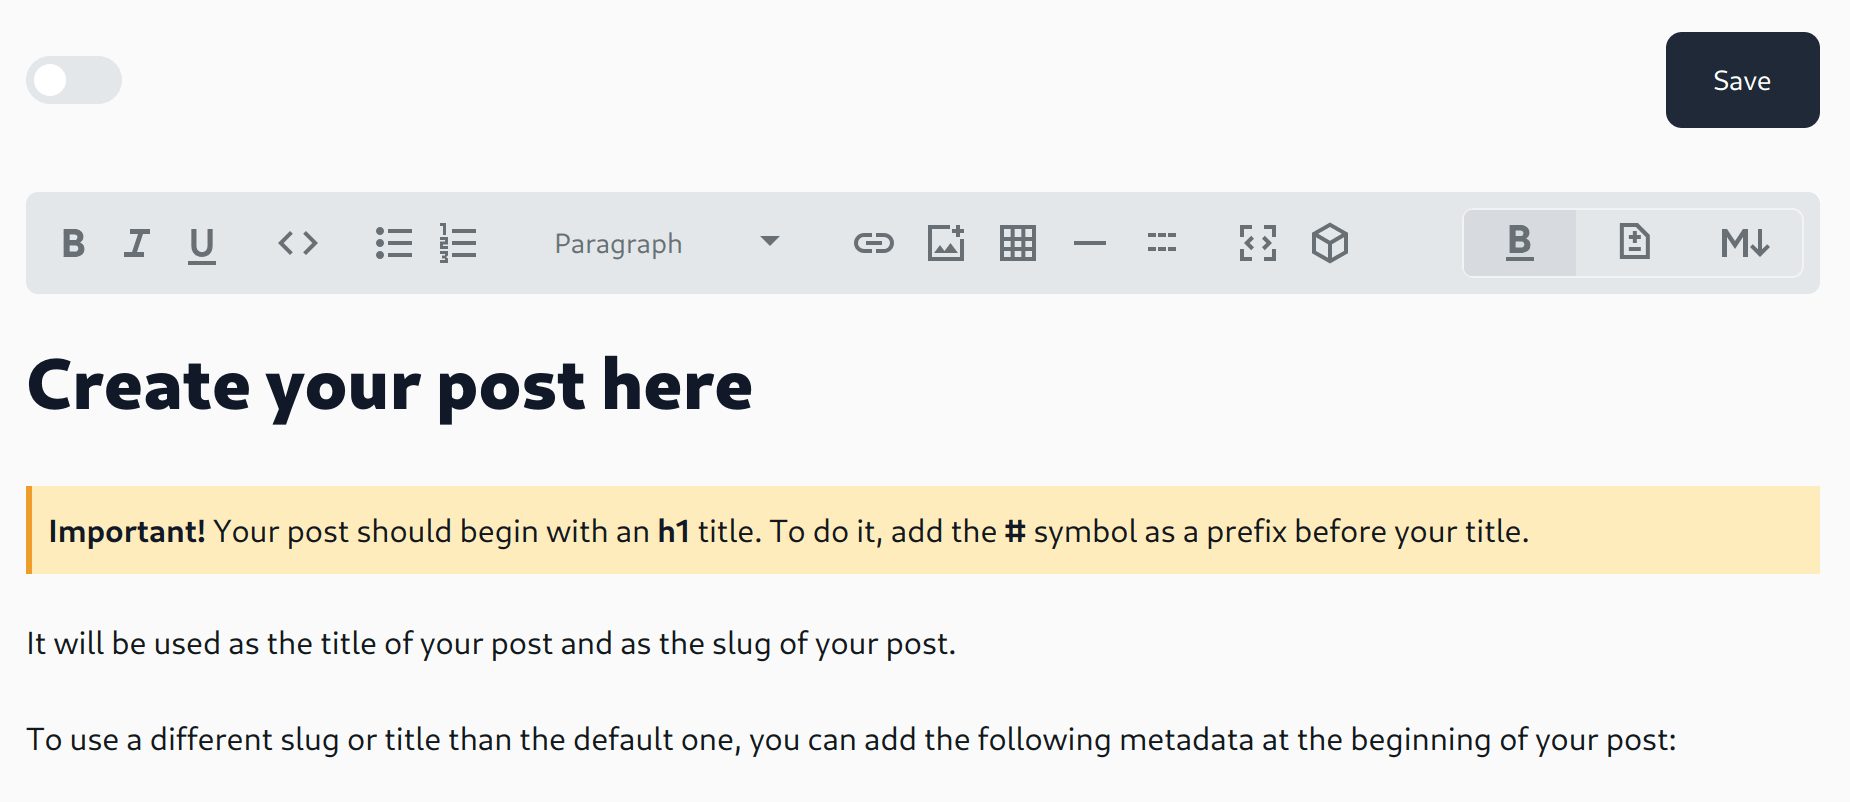 Save
Paragraph
Create your post here
Important! Your post should begin with an h1 title. To do it, add the # symbol as a prefix before your title.
It will be used as the title of your post and as the slug of your post.
To use a different slug or title than the default one, you can add the following metadata at the beginning of your post: